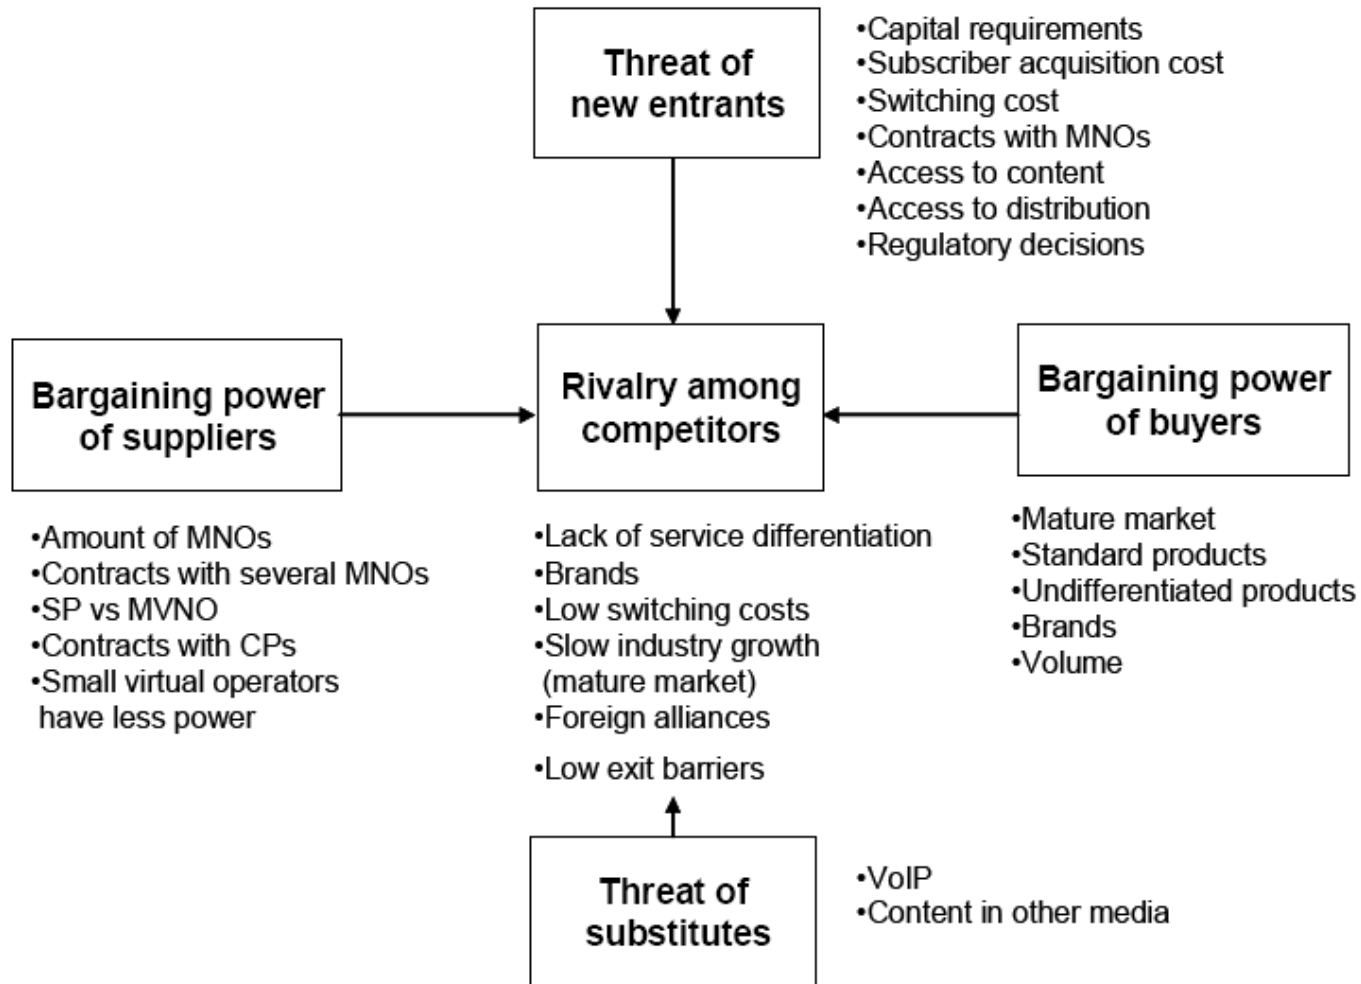 Threat of
new entrants
•Capital requirements
•Subscriber acquisition cost
•Switching cost
•Contracts with MNOs
•Access to content
•Access to distribution
•Regulatory decisions
Bargaining power
of suppliers
•Amount of MNOs
•Contracts with several MNOs
•SP vs MVNO
•Contracts with CPs
•Small virtual operators
have less power
Rivalry among
competitors
•Lack of service differentiation
•Brands
•Low switching costs
•Slow industry growth
(mature market)
•Foreign alliances
•Low exit barriers
Bargaining power
of buyers
•Mature market
•Standard products
•Undifferentiated products
•Brands
•Volume
Threat of
substitutes
•VoIP
•Content in other media